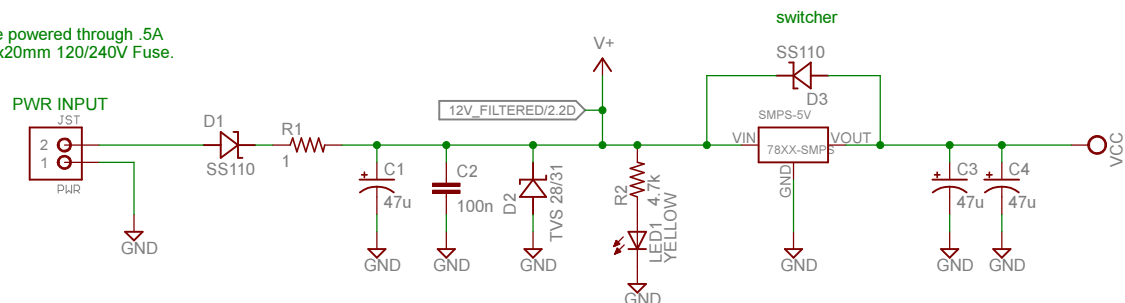 switcher
e powered through .5A
x20mm 120/240V Fuse.
V+
SS110
D3
12V_FILTERED/2.2D
PWR INPUT
JST
2
1
PWR
D1
SS110
R1
1
SMPS-5V
VIN
78XX-SMPS
VOUT
GND
VCC
C1
47u
C2
100n
D2
TVS 28/31
R2
4.7k
LED1
YELLOW
C3
47u
C4
47u
GND
GND
GND
GND
GND
GND
GND
GND